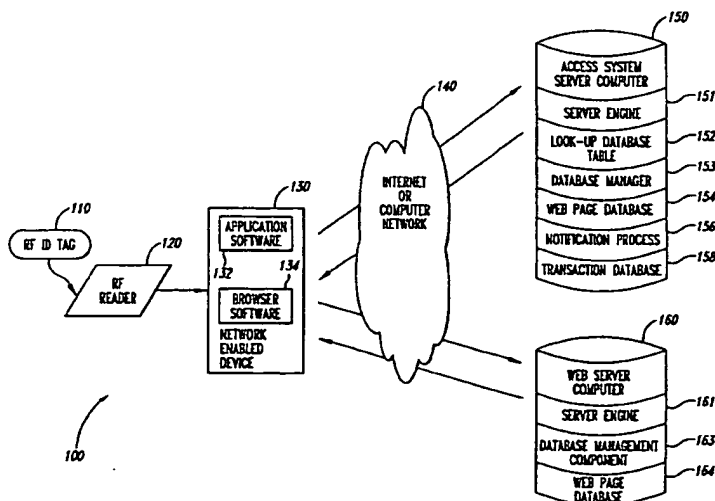 110
RF ID TAG
120
RF
READER
100
130
APPLICATION
SOFTWARE
132
134
BROWSER
SOFTWARE
NETWORK
ENABLED
DEVICE
140
INTERNET
OR
COMPUTER
NETWORK
150
ACCESS SYSTEM
SERVER COMPUTER
151
SERVER ENGINE
152
LOOK-UP DATABASE
TABLE
153
DATABASE MANAGER
154
WEB PAGE DATABASE
156
NOTIFICATION PROCESS
158
TRANSACTION DATABASE
160
WEB SERVER
COMPUTER
161
SERVER ENGINE
163
DATABASE MANAGEMENT
COMPONENT
164
WEB PAGE
DATABASE